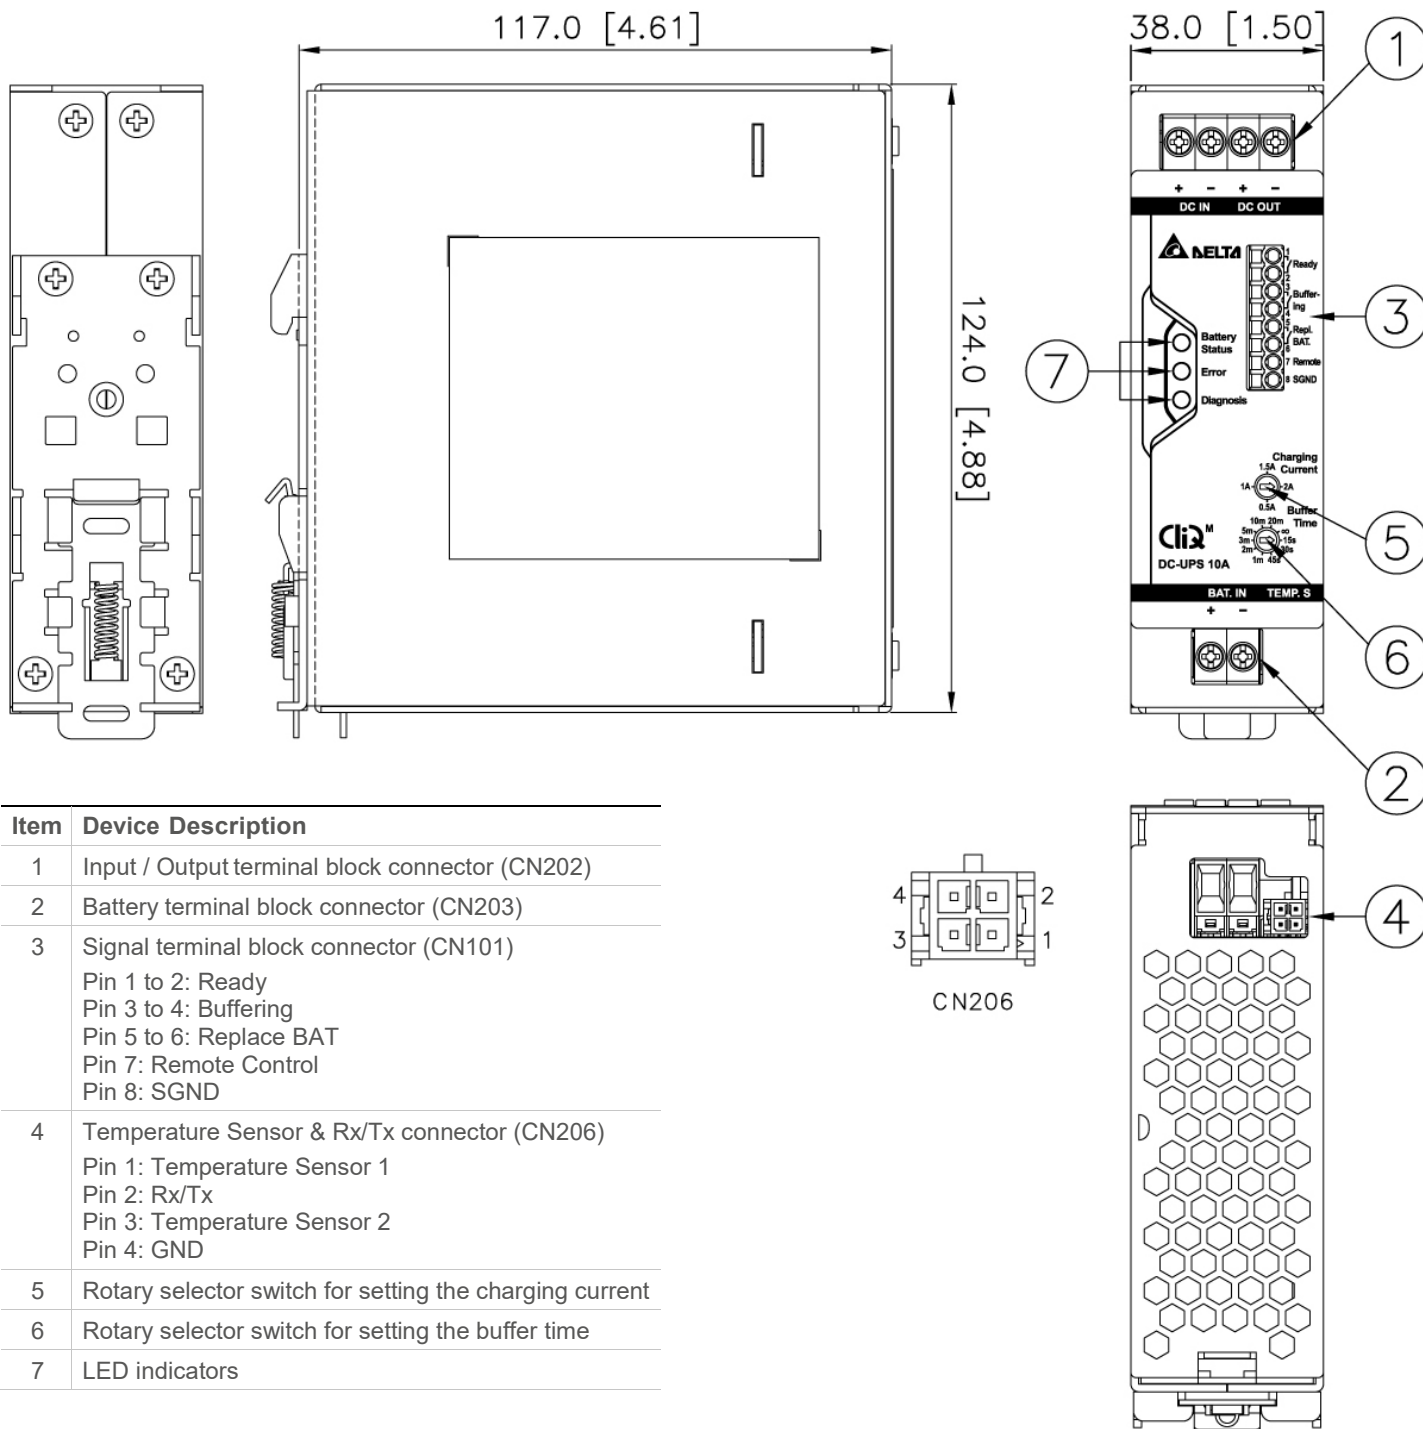 117.0 [4.61]
38.0 [1.50]
124.0 [4.88]
1
+ - + -
DC IN DC OUT
DELTA
1
2
Ready
3
4
Buffer-
ing
5
6
Repl.
BAT.
7 Remote
8 SGND
3
7
Battery
Status
Error
Diagnosis
Charging
Current
1.5A
1A
2A
0.5A
5
Buffer
Time
10m 20m
5m
∞
3m
15s
2m
30s
1m 45s
CliQ M
DC-UPS 10A
BAT. IN TEMP. S
+ -
6
2
Item Device Description
1 Input / Output terminal block connector (CN202)
2 Battery terminal block connector (CN203)
3 Signal terminal block connector (CN101)
Pin 1 to 2: Ready
Pin 3 to 4: Buffering
Pin 5 to 6: Replace BAT
Pin 7: Remote Control
Pin 8: SGND
4 Temperature Sensor & Rx/Tx connector (CN206)
Pin 1: Temperature Sensor 1
Pin 2: Rx/Tx
Pin 3: Temperature Sensor 2
Pin 4: GND
5 Rotary selector switch for setting the charging current
6 Rotary selector switch for setting the buffer time
7 LED indicators
4 2
3 1
CN206
4